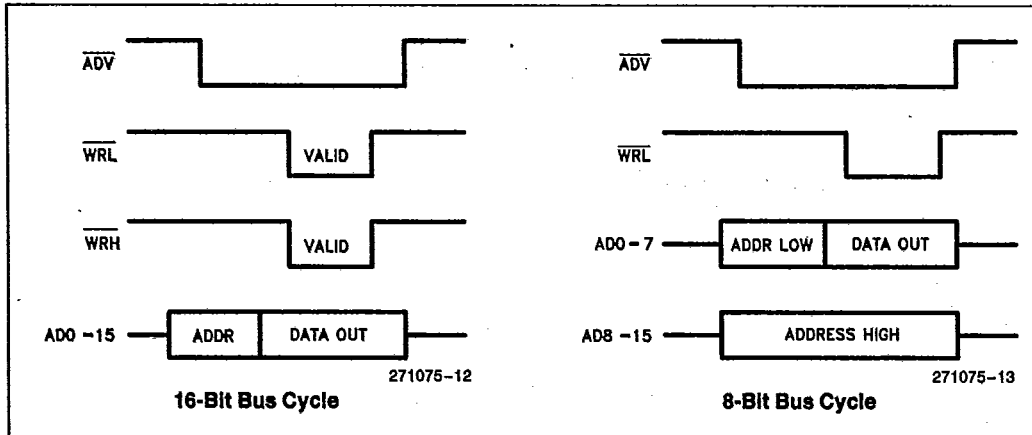 ADV
WRL
VALID
WRH
VALID
AD0-15
ADDR
DATA OUT
271075-12
16-Bit Bus Cycle
ADV
WRL
AD0-7
ADDR LOW
DATA OUT
AD8-15
ADDRESS HIGH
271075-13
8-Bit Bus Cycle